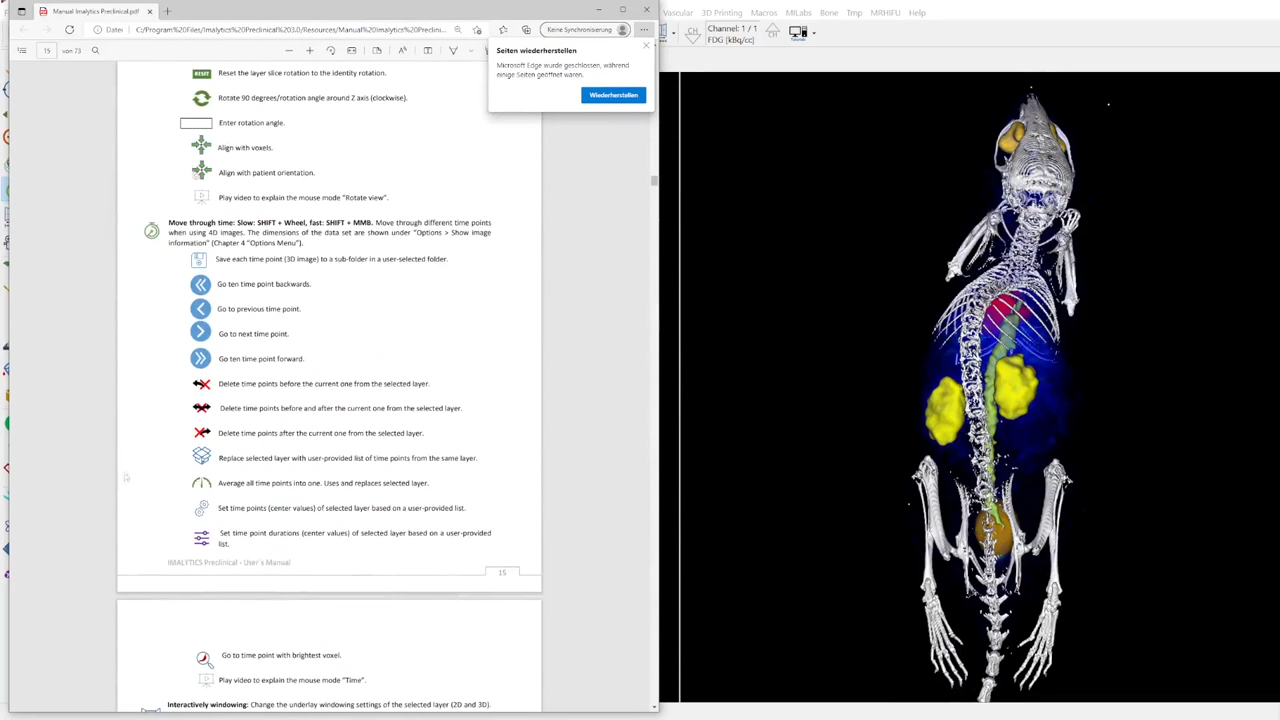 Manual Imalytics Preclinical.pdf
Datei
C:/Program%20Files/Imalytics%20Preclinical%203.0/Resources/Manual%20Imalytics%20Preclini...
Keine Synchronisierung
15
von 73
Seiten wiederherstellen
Microsoft Edge wurde geschlossen, während
einige Seiten geöffnet waren.
Wiederherstellen
Vascular
3D Printing
Macros
MILabs
Bone
Tmp
MRHIFU
Help
CH
CH
Channel: 1 / 1
FDG [kBq/cc]
Tutorials
RESET
Reset the layer slice rotation to the identity rotation.
Rotate 90 degrees/rotation angle around Z axis (clockwise).
Enter rotation angle.
Align with voxels.
Align with patient orientation.
Play video to explain the mouse mode "Rotate view".
Move through time: Slow: SHIFT + Wheel, fast: SHIFT + MMB. Move through different time points
when using 4D images. The dimensions of the data set are shown under "Options > Show image
information" (Chapter 4 "Options Menu").
Save each time point (3D image) to a sub-folder in a user-selected folder.
Go ten time point backwards.
Go to previous time point.
Go to next time point.
Go ten time point forward.
Delete time points before the current one from the selected layer.
Delete time points before and after the current one from the selected layer.
Delete time points after the current one from the selected layer.
Replace selected layer with user-provided list of time points from the same layer.
Average all time points into one. Uses and replaces selected layer.
Set time points (center values) of selected layer based on a user-provided list.
Set time point durations (center values) of selected layer based on a user-provided
list.
IMALYTICS Preclinical - User´s Manual
15
Go to time point with brightest voxel.
Play video to explain the mouse mode "Time".
Interactively windowing: Change the underlay windowing settings of the selected layer (2D and 3D).